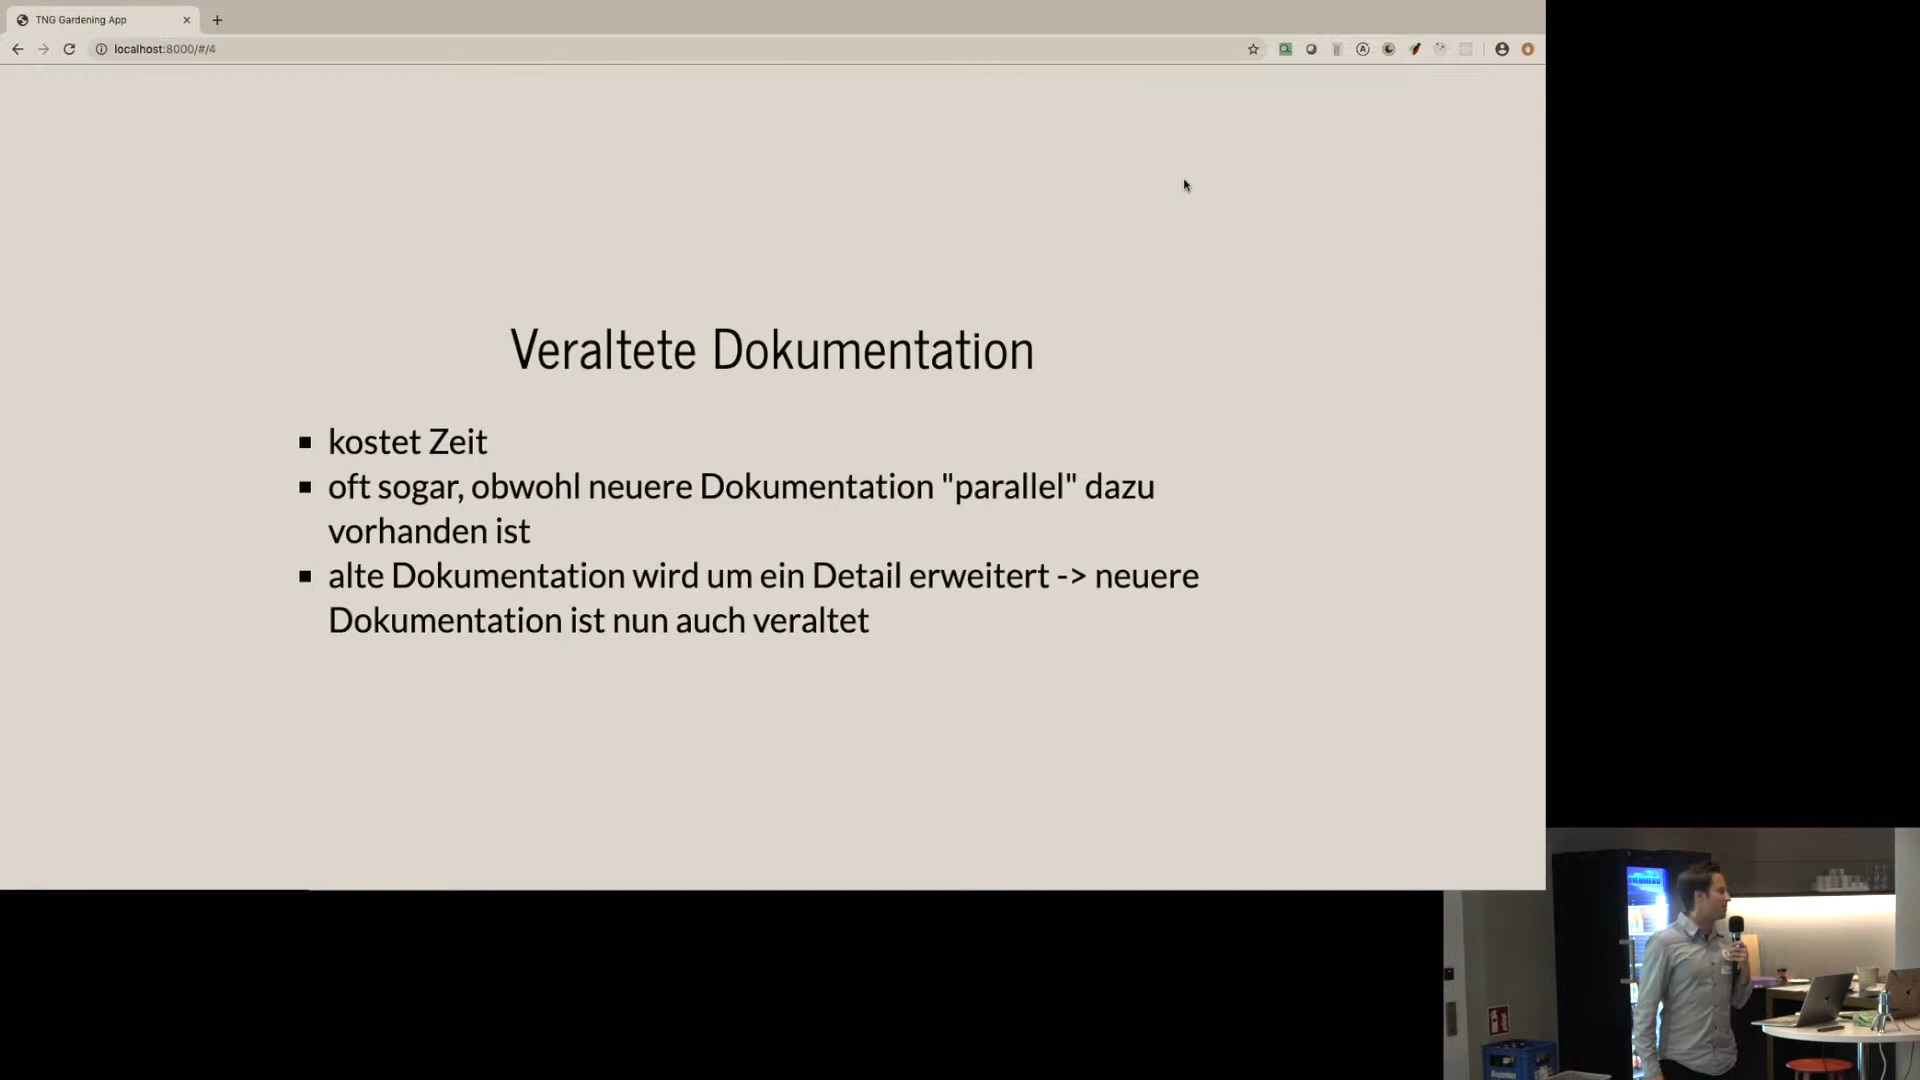 TNG Gardening App
localhost:8000/#/4
Veraltete Dokumentation
kostet Zeit
oft sogar, obwohl neuere Dokumentation "parallel" dazu
vorhanden ist
alte Dokumentation wird um ein Detail erweitert -> neuere
Dokumentation ist nun auch veraltet